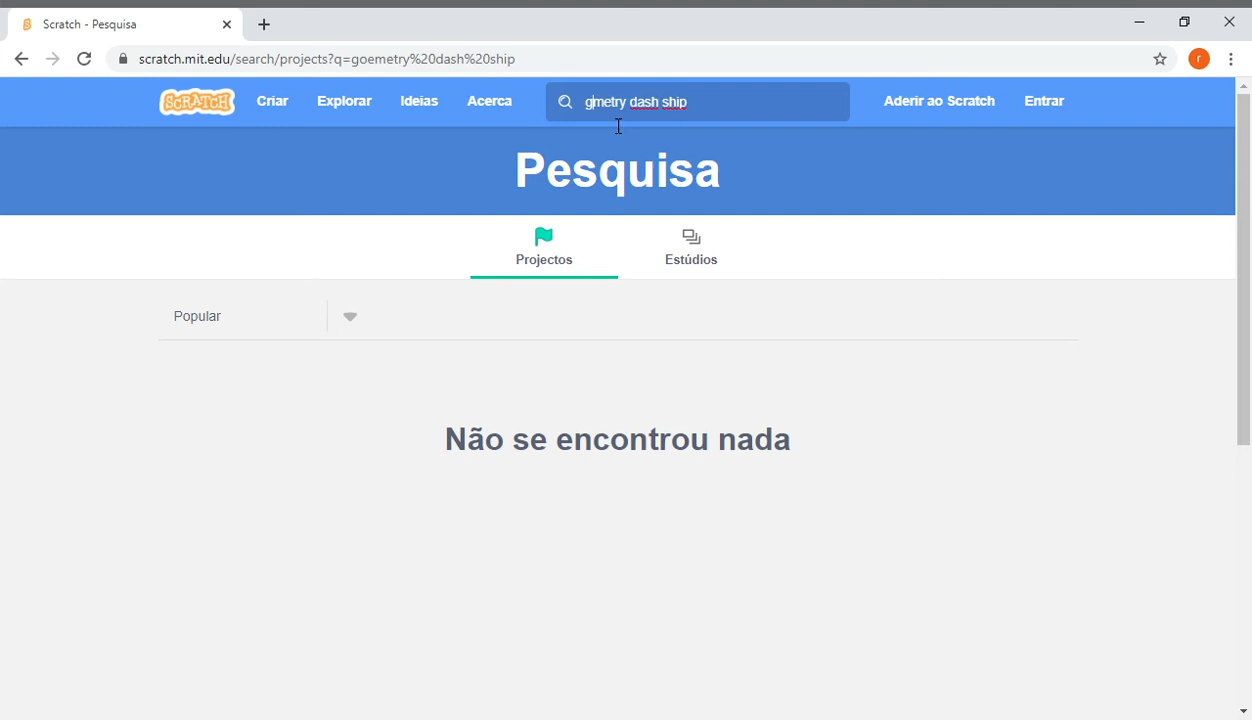 Scratch - Pesquisa
scratch.mit.edu/search/projects?q=goemetry%20dash%20ship
r
SCRATCH
Criar
Explorar
Ideias
Acerca
gmetry dash ship
Aderir ao Scratch
Entrar
Pesquisa
Projectos
Estúdios
Popular
Não se encontrou nada